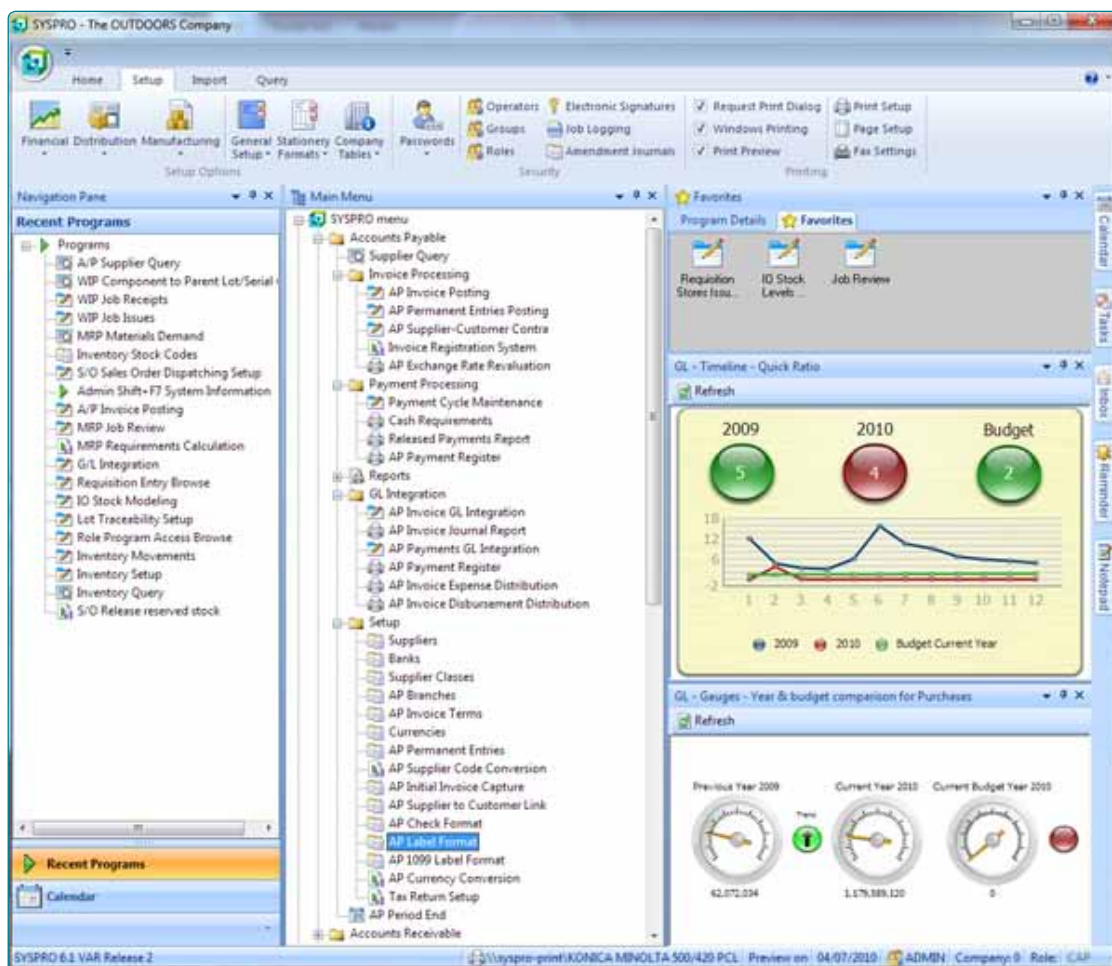 SYSPRO - The OUTDOORS Company
Home Setup Import Query
Financial Distribution Manufacturing General Setup Stationery Formats Company Tables
Setup Options
Passwords
Operators Electronic Signatures
Groups Job Logging
Roles Amendment Journals
Security
Request Print Dialog Print Setup
Windows Printing Page Setup
Print Preview Fax Settings
Printing
Navigation Pane
Recent Programs
Programs
A/P Supplier Query
WIP Component to Parent Lot/Serial
WIP Job Receipts
WIP Job Issues
MRP Materials Demand
Inventory Stock Codes
S/O Sales Order Dispatching Setup
Admin Shift+F7 System Information
A/P Invoice Posting
MRP Job Review
MRP Requirements Calculation
G/L Integration
Requisition Entry Browse
IO Stock Modeling
Lot Traceability Setup
Role Program Access Browse
Inventory Movements
Inventory Setup
Inventory Query
S/O Release reserved stock
Recent Programs
Calendar
Main Menu
SYSPRO menu
Accounts Payable
Supplier Query
Invoice Processing
AP Invoice Posting
AP Permanent Entries Posting
AP Supplier-Customer Contra
Invoice Registration System
AP Exchange Rate Revaluation
Payment Processing
Payment Cycle Maintenance
Cash Requirements
Released Payments Report
AP Payment Register
Reports
GL Integration
AP Invoice GL Integration
AP Invoice Journal Report
AP Payments GL Integration
AP Payment Register
AP Invoice Expense Distribution
AP Invoice Disbursement Distribution
Setup
Suppliers
Banks
Supplier Classes
AP Branches
AP Invoice Terms
Currencies
AP Permanent Entries
AP Supplier Code Conversion
AP Initial Invoice Capture
AP Supplier to Customer Link
AP Check Format
AP Label Format
AP 1099 Label Format
AP Currency Conversion
Tax Return Setup
AP Period End
Accounts Receivable
Favorites
Program Details Favorites
Requisition Stores Issu... IO Stock Levels ... Job Review
GL - Timeline - Quick Ratio
Refresh
2009 2010 Budget
5 4 2
18
12
6
-2
1 2 3 4 5 6 7 8 9 10 11 12
2009 2010 Budget Current Year
GL - Gauges - Year & budget comparison for Purchases
Refresh
Previous Year 2009 Current Year 2010 Current Budget Year 2010
Trend
62,072,034 1,179,589,120 0
Calendar
Tasks
Inbox
Reminder
Notepad
SYSPRO 6.1 VAR Release 2 \\syspro-print\KONICA MINOLTA 500/420 PCL Preview on 04/07/2010 ADMIN Company: 0 Role: CAP